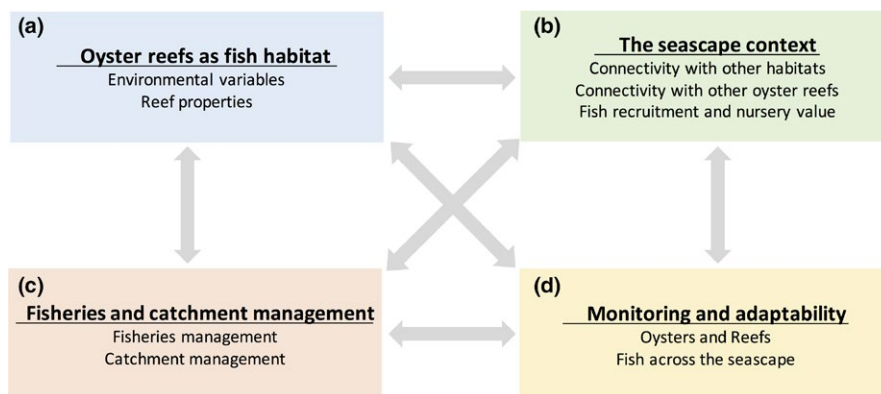 (a)
Oyster reefs as fish habitat
Environmental variables
Reef properties
(b)
The seascape context
Connectivity with other habitats
Connectivity with other oyster reefs
Fish recruitment and nursery value
(c)
Fisheries and catchment management
Fisheries management
Catchment management
(d)
Monitoring and adaptability
Oysters and Reefs
Fish across the seascape